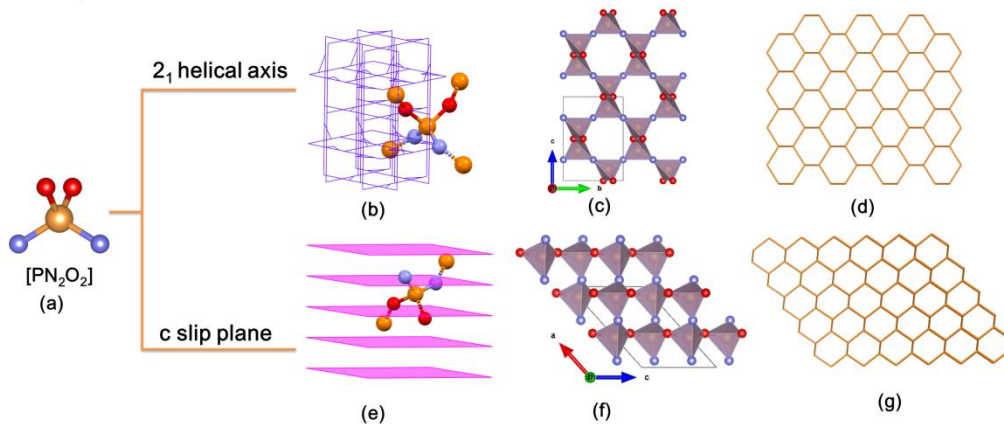 2₁ helical axis
[PN₂O₂]
(a)
c slip plane
(b)
c
b
(c)
(d)
(e)
a
b
c
(f)
(g)